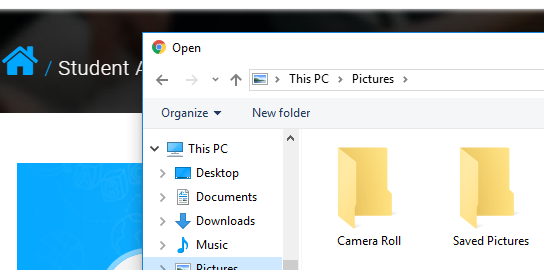 Open
/ Student A
This PC > Pictures >
Organize New folder
This PC
Desktop
Documents
Downloads
Music
Pictures
Camera Roll
Saved Pictures